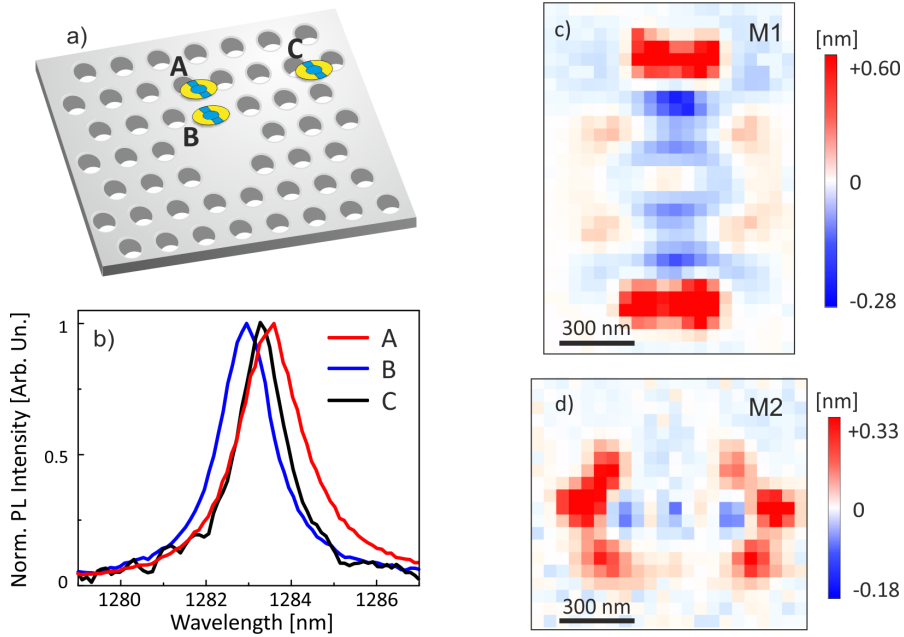 a)
A
B
C
b)
Norm. PL Intensity [Arb. Un.]
1
0.5
0
A
B
C
1280
1282
1284
1286
Wavelength [nm]
c)
M1
[nm]
+0.60
0
-0.28
300 nm
d)
M2
[nm]
+0.33
0
-0.18
300 nm